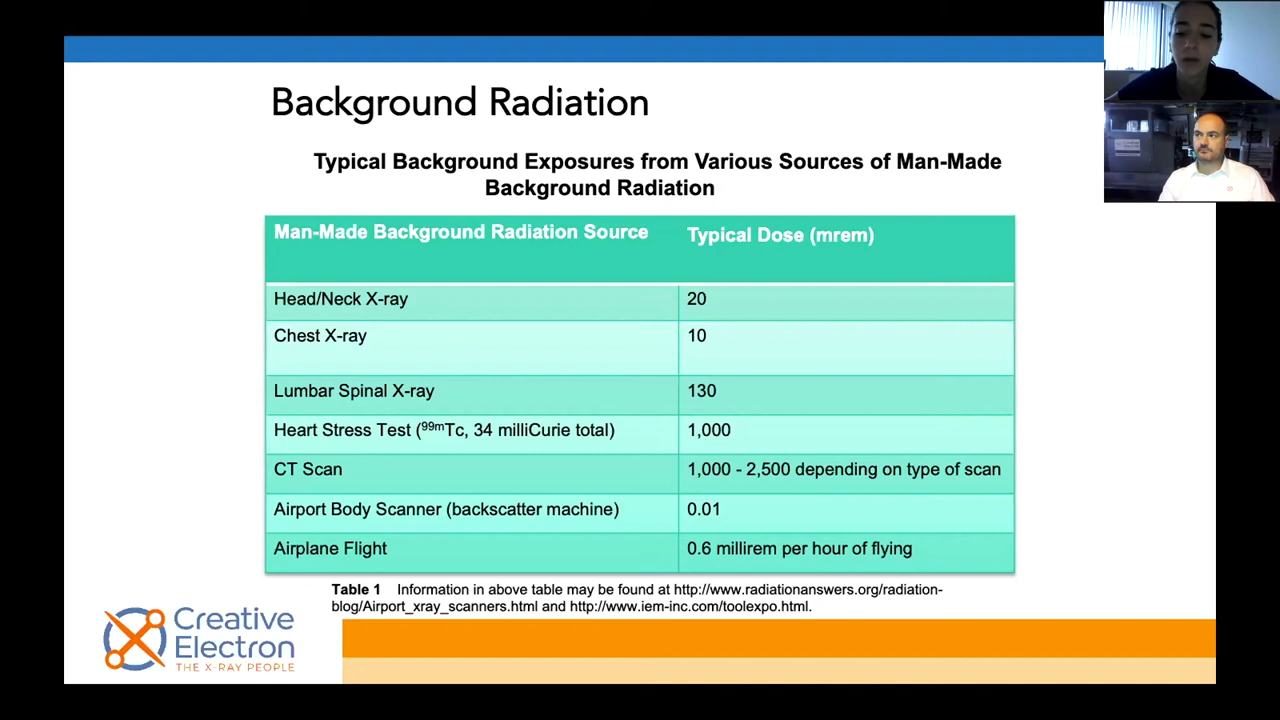 Background Radiation
Typical Background Exposures from Various Sources of Man-Made
Background Radiation
Man-Made Background Radiation Source
Typical Dose (mrem)
Head/Neck X-ray
20
Chest X-ray
10
Lumbar Spinal X-ray
130
Heart Stress Test (⁹⁹ᵐTc, 34 milliCurie total)
1,000
CT Scan
1,000 - 2,500 depending on type of scan
Airport Body Scanner (backscatter machine)
0.01
Airplane Flight
0.6 millirem per hour of flying
Table 1 Information in above table may be found at http://www.radiationanswers.org/radiation-
blog/Airport_xray_scanners.html and http://www.iem-inc.com/toolexpo.html.
Creative
Electron
THE X-RAY PEOPLE